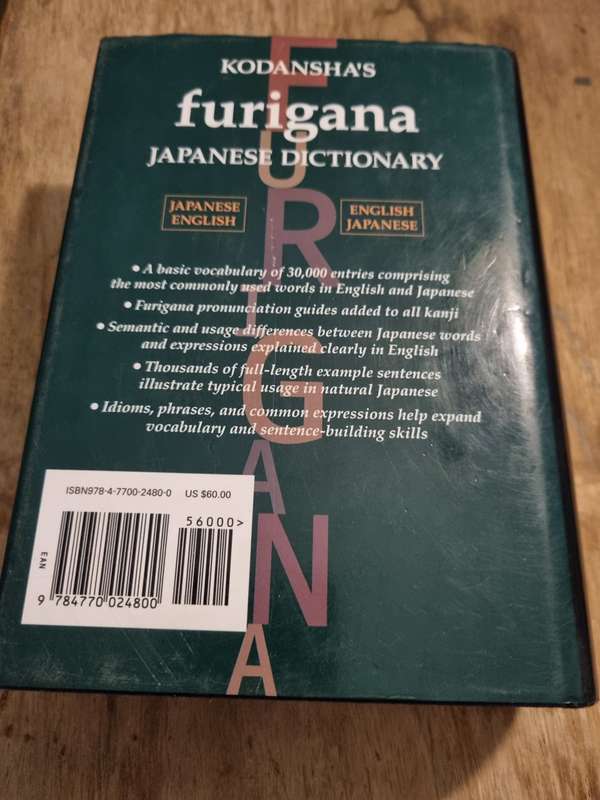 KODANSHA'S
furigana
JAPANESE DICTIONARY
JAPANESE
ENGLISH
ENGLISH
JAPANESE
• A basic vocabulary of 30,000 entries comprising
the most commonly used words in English and Japanese
• Furigana pronunciation guides added to all kanji
• Semantic and usage differences between Japanese words
and expressions explained clearly in English
• Thousands of full-length example sentences
illustrate typical usage in natural Japanese
• Idioms, phrases, and common expressions help expand
vocabulary and sentence-building skills
FURIGANA
ISBN978-4-7700-2480-0 US $60.00
56000>
EAN
9 784770 024800